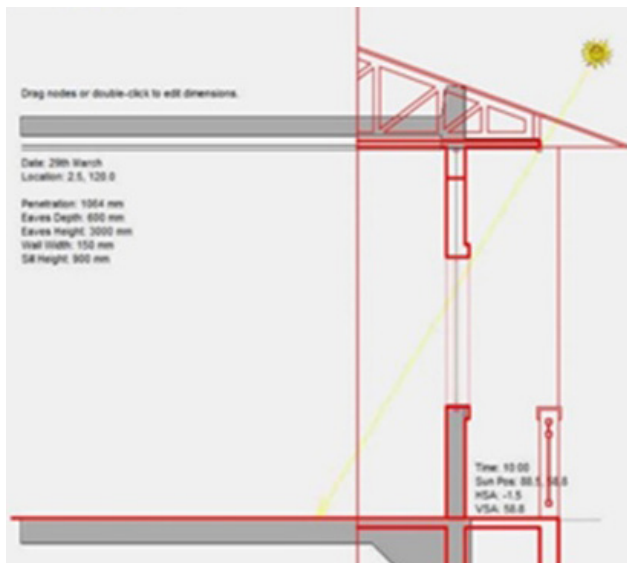 Drag nodes or double-click to edit dimensions.
Date: 29th March
Location: 2.5, 120.0
Penetration: 1064 mm
Eaves Depth: 600 mm
Eaves Height: 3000 mm
Wall Width: 150 mm
Sill Height: 900 mm
Time: 10:00
Sun Pos: 88.5, 58.8
HSA: -1.5
VSA: 58.8